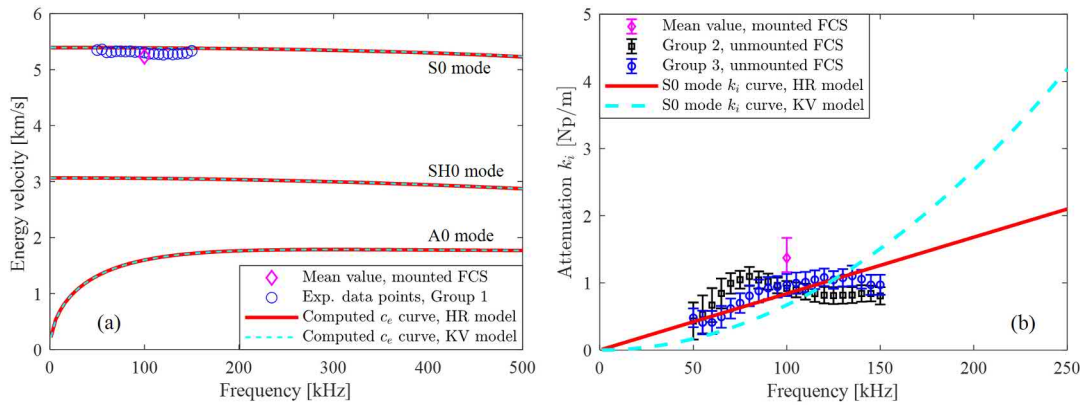 6
5
4
3
2
1
0
0
100
200
300
400
500
Energy velocity [km/s]
Frequency [kHz]
S0 mode
SH0 mode
A0 mode
(a)
Mean value, mounted FCS
Exp. data points, Group 1
Computed c_e curve, HR model
Computed c_e curve, KV model
5
4
3
2
1
0
0
50
100
150
200
250
Attenuation k_i [Np/m]
Frequency [kHz]
Mean value, mounted FCS
Group 2, unmounted FCS
Group 3, unmounted FCS
S0 mode k_i curve, HR model
S0 mode k_i curve, KV model
(b)